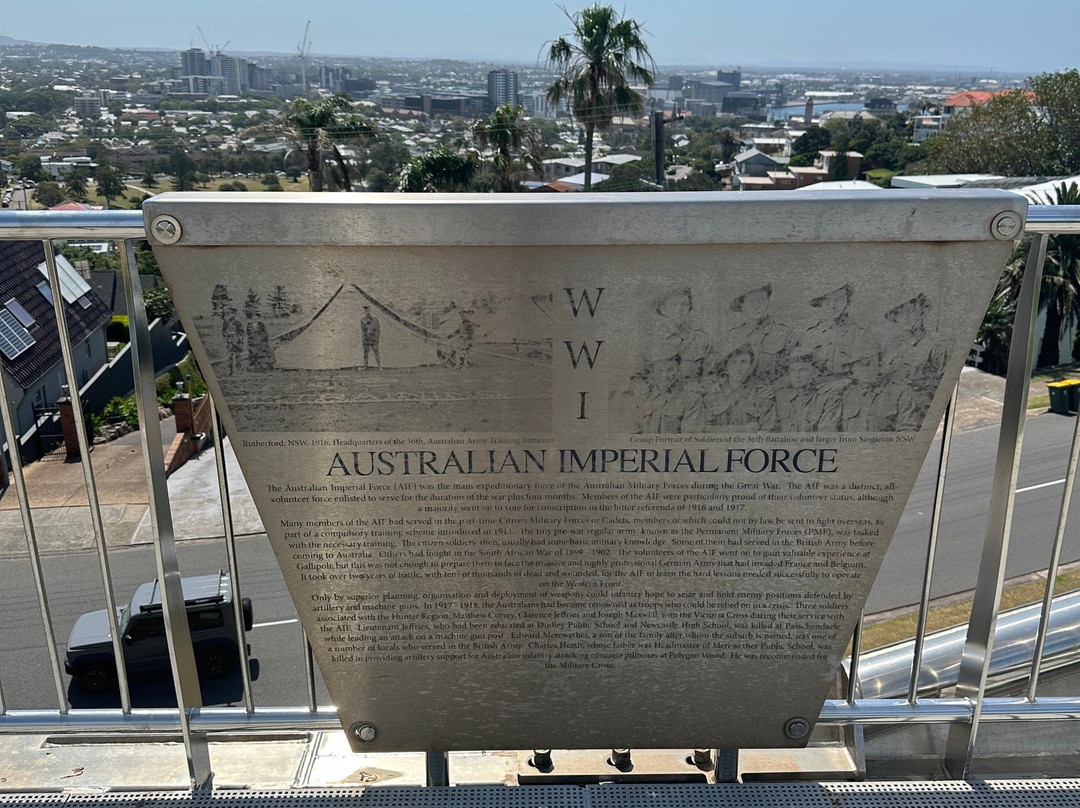 W
W
I
Rutherford, NSW, 1916, Headquarters of the 36th, Australian Army Training Battalion
Group Portrait of Soldiers of the 36th Battalion and larger from Singleton NSW
AUSTRALIAN IMPERIAL FORCE
The Australian Imperial Force (AIF) was the main expeditionary force of the Australian Military Forces during the Great War. The AIF was a distinct, all-
volunteer force enlisted to serve for the duration of the war plus four months. Members of the AIF were particularly proud of their volunteer status, although
a majority went on to vote for conscription in the bitter referenda of 1916 and 1917.
Many members of the AIF had served in the part-time Citizen Military Forces or Cadets, members of which could not by law be sent to fight overseas, as
part of a compulsory training scheme introduced in 1911. The tiny pre-war regular army, known as the Permanent Military Forces (PMF), was tasked
with the necessary training. The citizen soldiers, then, usually had some basic military knowledge. Some of them had served in the British Army before
coming to Australia. Others had fought in the South African War of 1899 - 1902. The volunteers of the AIF went on to gain valuable experience at
Gallipoli; but this was not enough to prepare them to face the massive and highly professional German Army that had invaded France and Belgium.
It took over two years of battle, with tens of thousands of dead and wounded, for the AIF to learn the hard lessons needed successfully to operate
on the Western Front.
Only by superior planning, organisation and deployment of weapons could infantry hope to seize and hold enemy positions defended by
artillery and machine guns. In 1917 - 1918, the Australians had become renowned as troops who could be relied on in a crisis. Three soldiers
associated with the Hunter Region, Matthew Currey, Clarence Jeffries and Joseph Maxwell, won the Victoria Cross during their service with
the AIF. Lieutenant Jeffries, who had been educated at Dudley Public School and Newcastle High School, was killed at Passchendaele
while leading an attack on a machine gun post. Edward Merewether, a son of the family after whom the suburb is named, was one of
a number of locals who served in the British Army. Charles Heath, whose father was Headmaster of Merewether Public School, was
killed in providing artillery support for Australian infantry attacking concrete pillboxes at Polygon Wood. He was recommended for
the Military Cross.